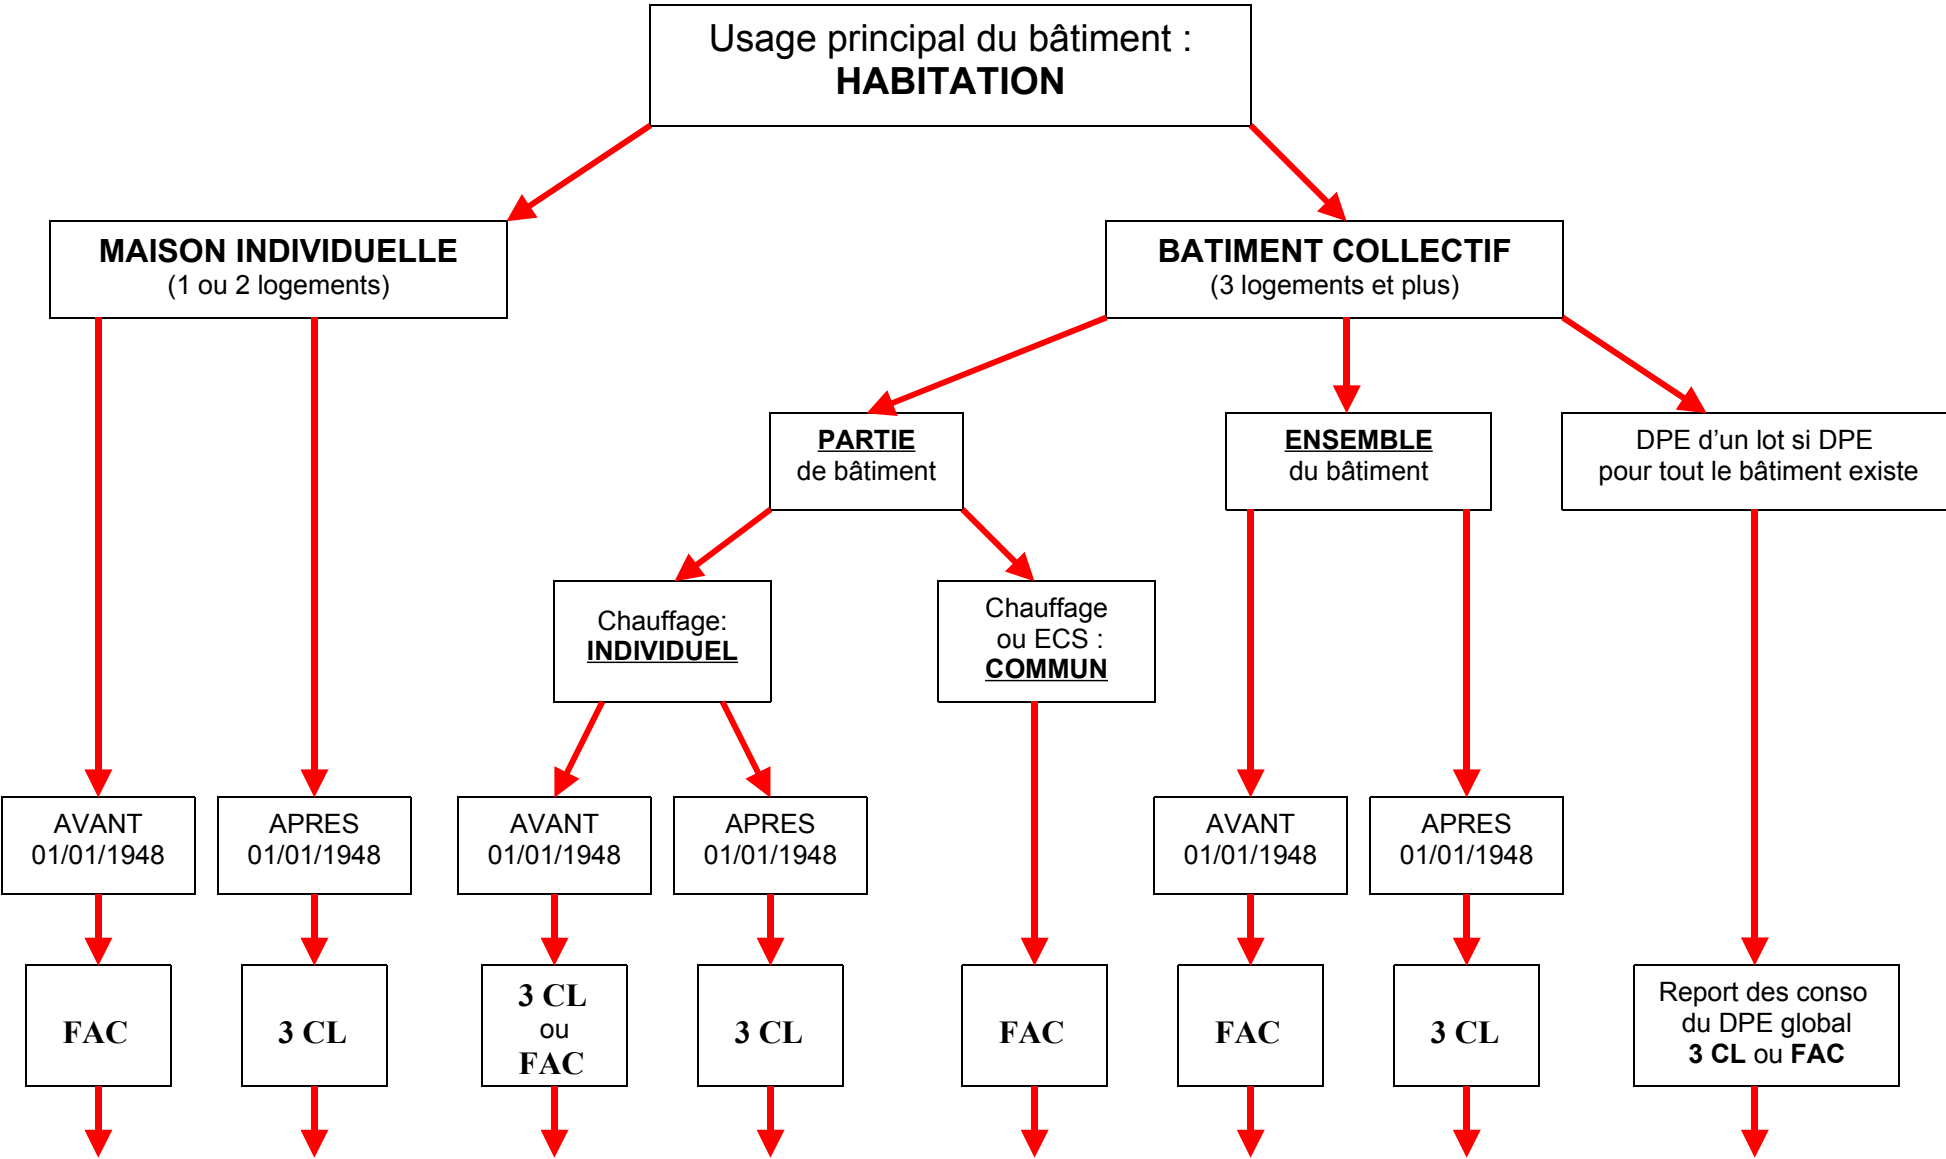 Usage principal du bâtiment :
HABITATION
MAISON INDIVIDUELLE
(1 ou 2 logements)
BATIMENT COLLECTIF
(3 logements et plus)
PARTIE
de bâtiment
ENSEMBLE
du bâtiment
DPE d’un lot si DPE
pour tout le bâtiment existe
Chauffage:
INDIVIDUEL
Chauffage
ou ECS :
COMMUN
AVANT
01/01/1948
APRES
01/01/1948
AVANT
01/01/1948
APRES
01/01/1948
AVANT
01/01/1948
APRES
01/01/1948
FAC
3 CL
3 CL
ou
FAC
3 CL
FAC
FAC
3 CL
Report des conso
du DPE global
3 CL ou FAC